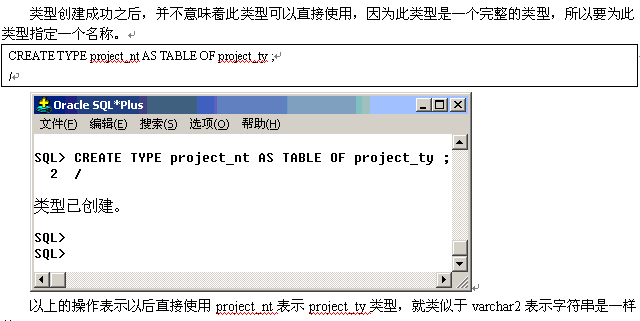 类型创建成功之后，并不意味着此类型可以直接使用，因为此类型是一个完整的类型，所以要为此
类型指定一个名称。
CREATE TYPE project_nt AS TABLE OF project_ty ;
/
Oracle SQL*Plus
文件(F) 编辑(E) 搜索(S) 选项(O) 帮助(H)
SQL> CREATE TYPE project_nt AS TABLE OF project_ty ;
2 /
类型已创建。
SQL>
SQL>
以上的操作表示以后直接使用 project_nt 表示 project_ty 类型，就类似于 varchar2 表示字符串是一样